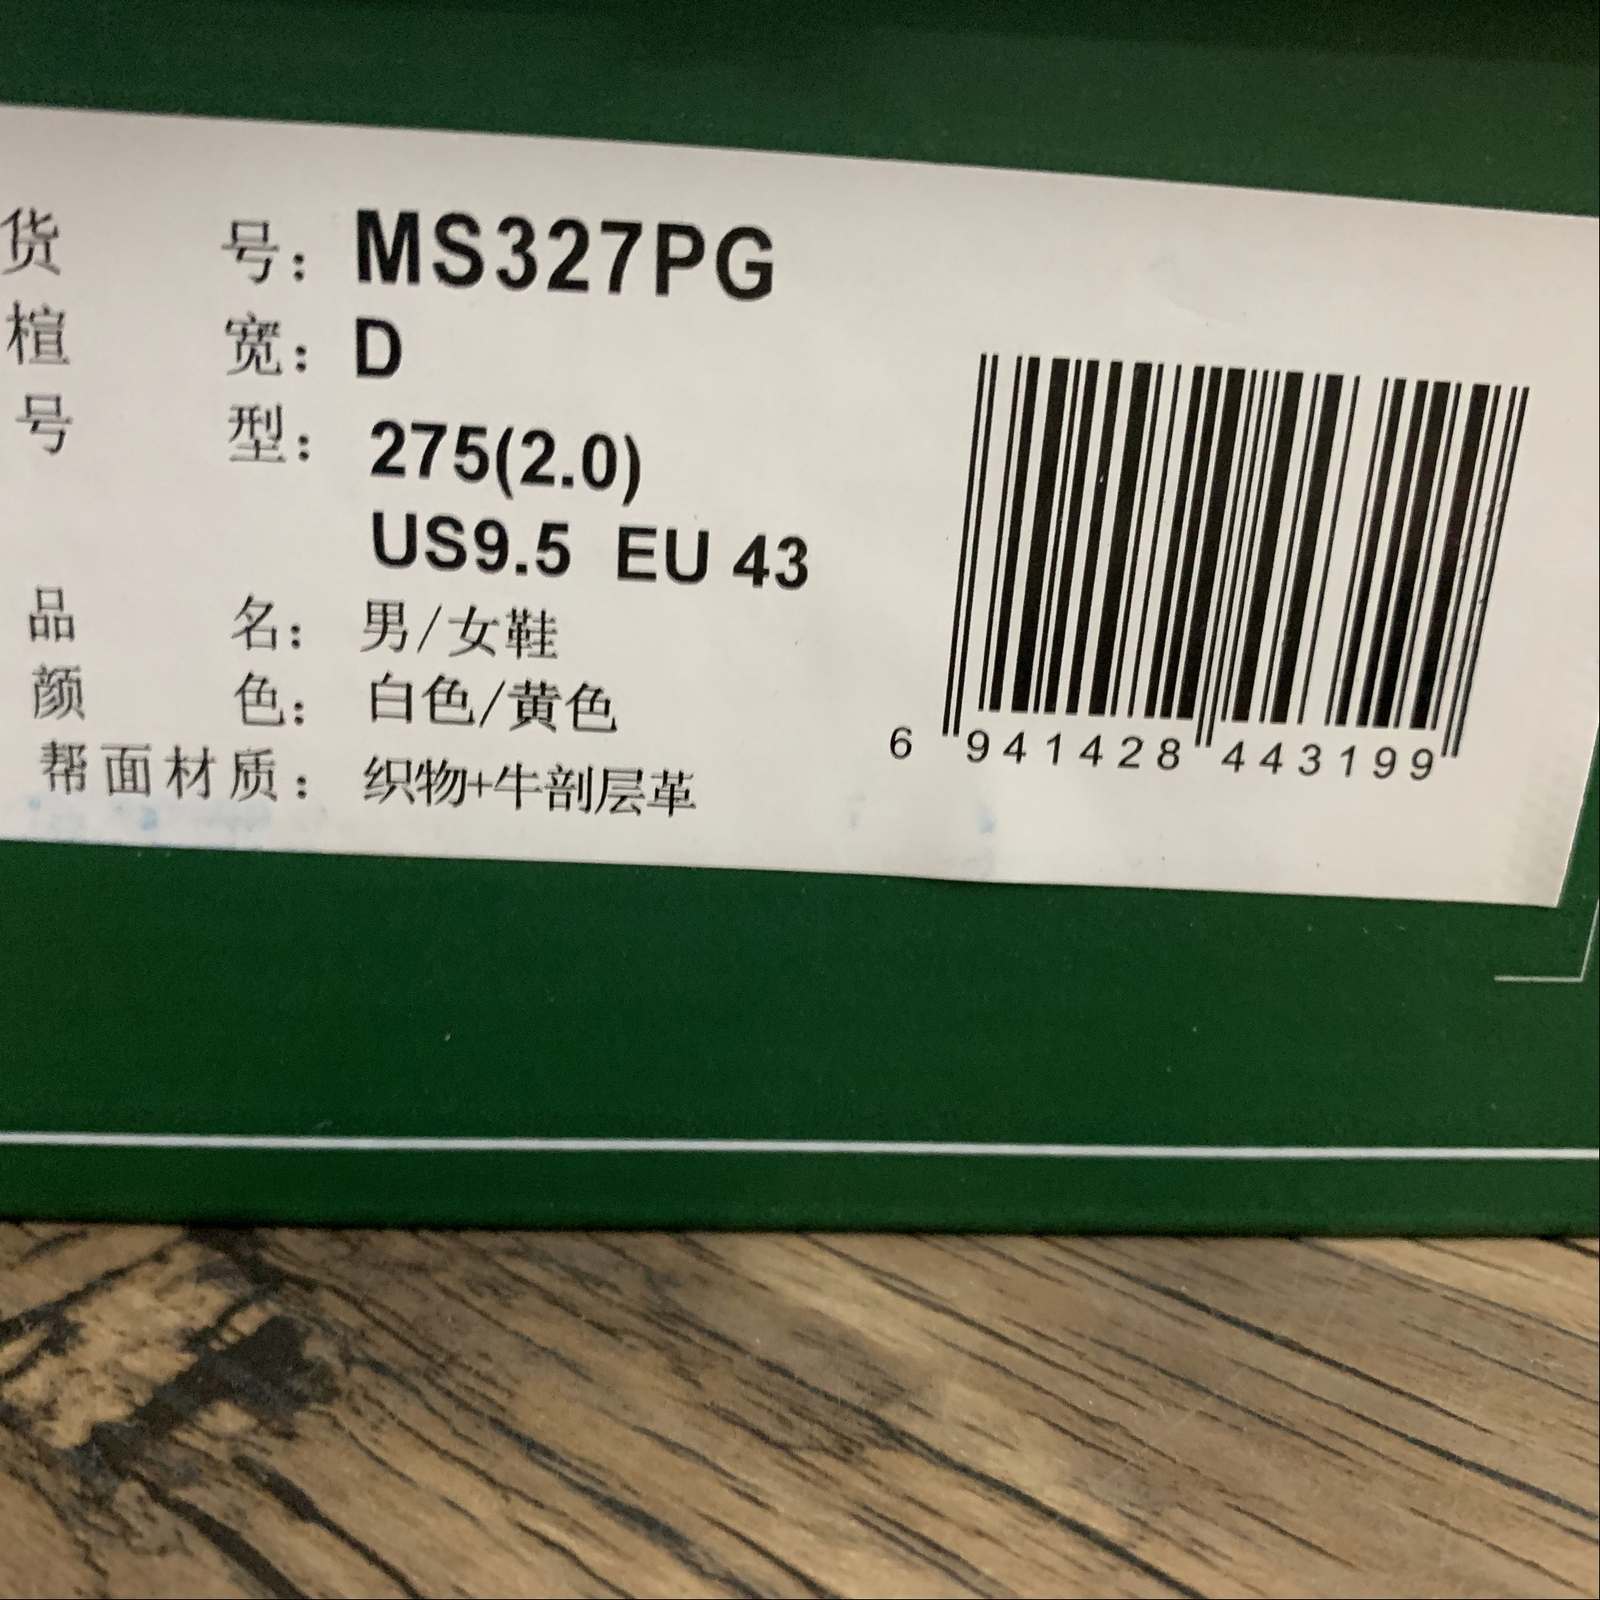 货 号：MS327PG
楦 宽：D
号 型：275(2.0)
US9.5 EU 43
品 名：男/女鞋
颜 色：白色/黄色
帮面材质：织物+牛剖层革
6 941428 443199